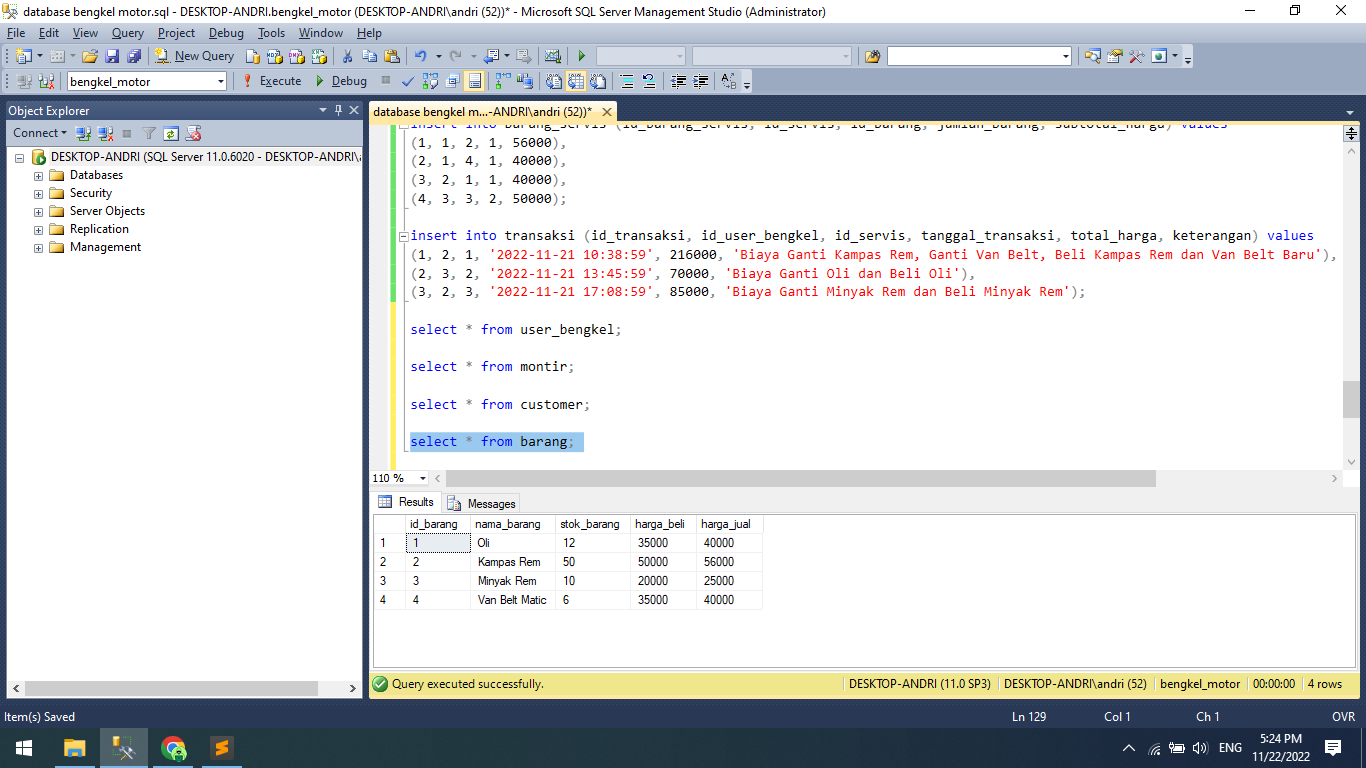 database bengkel motor.sql - DESKTOP-ANDRI.bengkel_motor (DESKTOP-ANDRI\andri (52))* - Microsoft SQL Server Management Studio (Administrator)
File Edit View Query Project Debug Tools Window Help
New Query
bengkel_motor Execute Debug
Object Explorer
Connect
DESKTOP-ANDRI (SQL Server 11.0.6020 - DESKTOP-ANDRI\
Databases
Security
Server Objects
Replication
Management
database bengkel m...-ANDRI\andri (52))*
insert into barang_servis (id_barang_servis, id_servis, id_barang, jumlah_barang, subtotal_harga) values
(1, 1, 2, 1, 56000),
(2, 1, 4, 1, 40000),
(3, 2, 1, 1, 40000),
(4, 3, 3, 2, 50000);
insert into transaksi (id_transaksi, id_user_bengkel, id_servis, tanggal_transaksi, total_harga, keterangan) values
(1, 2, 1, '2022-11-21 10:38:59', 216000, 'Biaya Ganti Kampas Rem, Ganti Van Belt, Beli Kampas Rem dan Van Belt Baru'),
(2, 3, 2, '2022-11-21 13:45:59', 70000, 'Biaya Ganti Oli dan Beli Oli'),
(3, 2, 3, '2022-11-21 17:08:59', 85000, 'Biaya Ganti Minyak Rem dan Beli Minyak Rem');
select * from user_bengkel;
select * from montir;
select * from customer;
select * from barang;
110 %
Results Messages
id_barang nama_barang stok_barang harga_beli harga_jual
1 1 Oli 12 35000 40000
2 2 Kampas Rem 50 50000 56000
3 3 Minyak Rem 10 20000 25000
4 4 Van Belt Matic 6 35000 40000
Query executed successfully. DESKTOP-ANDRI (11.0 SP3) DESKTOP-ANDRI\andri (52) bengkel_motor 00:00:00 4 rows
Item(s) Saved Ln 129 Col 1 Ch 1 OVR
ENG 5:24 PM
11/22/2022